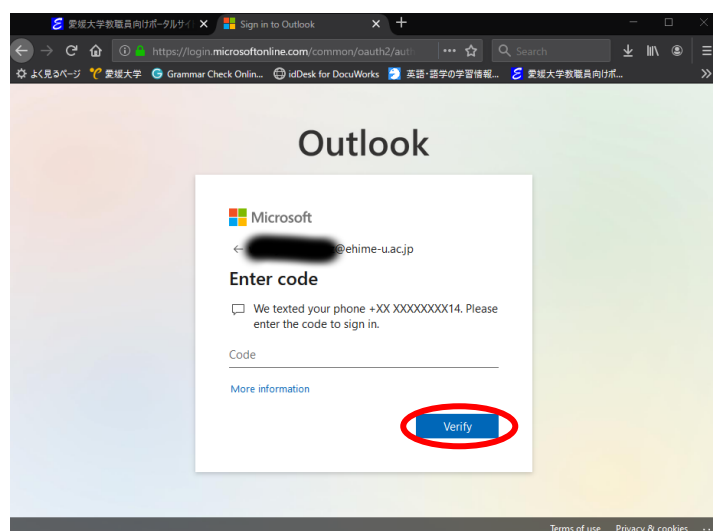 愛媛大学教職員向けポータルサイ
Sign in to Outlook
https://login.microsoftonline.com/common/oauth2/auth
Search
よく見るページ
愛媛大学
Grammar Check Onlin...
idDesk for DocuWorks
英語·語学の学習情報...
愛媛大学教職員向けポ...
Outlook
Microsoft
@ehime-u.ac.jp
Enter code
We texted your phone +XX XXXXXXXX14. Please
enter the code to sign in.
Code
More information
Verify
Terms of use Privacy & cookies